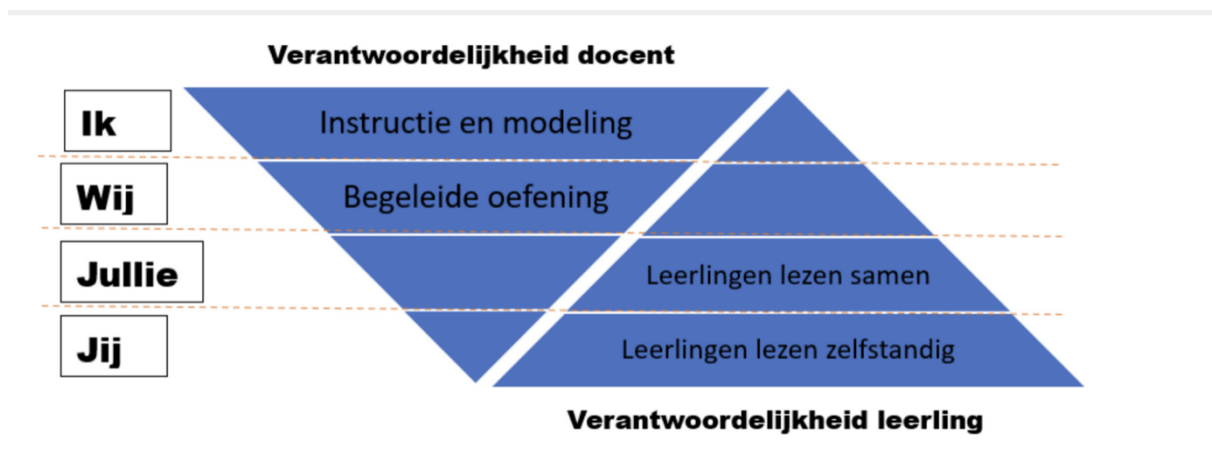 Verantwoordelijkheid docent
Ik
Instructie en modeling
Wij
Begeleide oefening
Jullie
Leerlingen lezen samen
Jij
Leerlingen lezen zelfstandig
Verantwoordelijkheid leerling